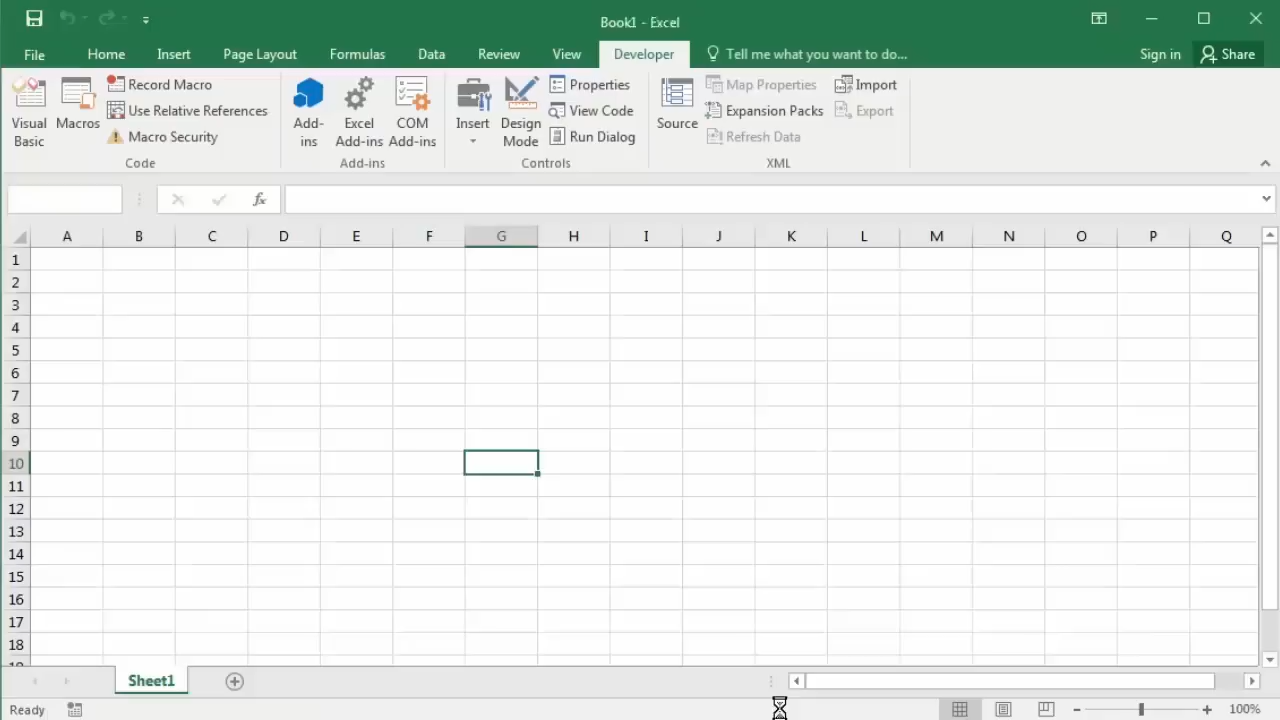 Book1 - Excel
File Home Insert Page Layout Formulas Data Review View Developer Tell me what you want to do... Sign in Share
Visual Basic
Macros
Record Macro
Use Relative References
Macro Security
Code
Add-ins
Excel Add-ins
COM Add-ins
Add-ins
Insert
Design Mode
Properties
View Code
Run Dialog
Controls
Source
Map Properties
Expansion Packs
Refresh Data
Import
Export
XML
fx
A B C D E F G H I J K L M N O P Q
1
2
3
4
5
6
7
8
9
10
11
12
13
14
15
16
17
18
Sheet1
Ready
100%